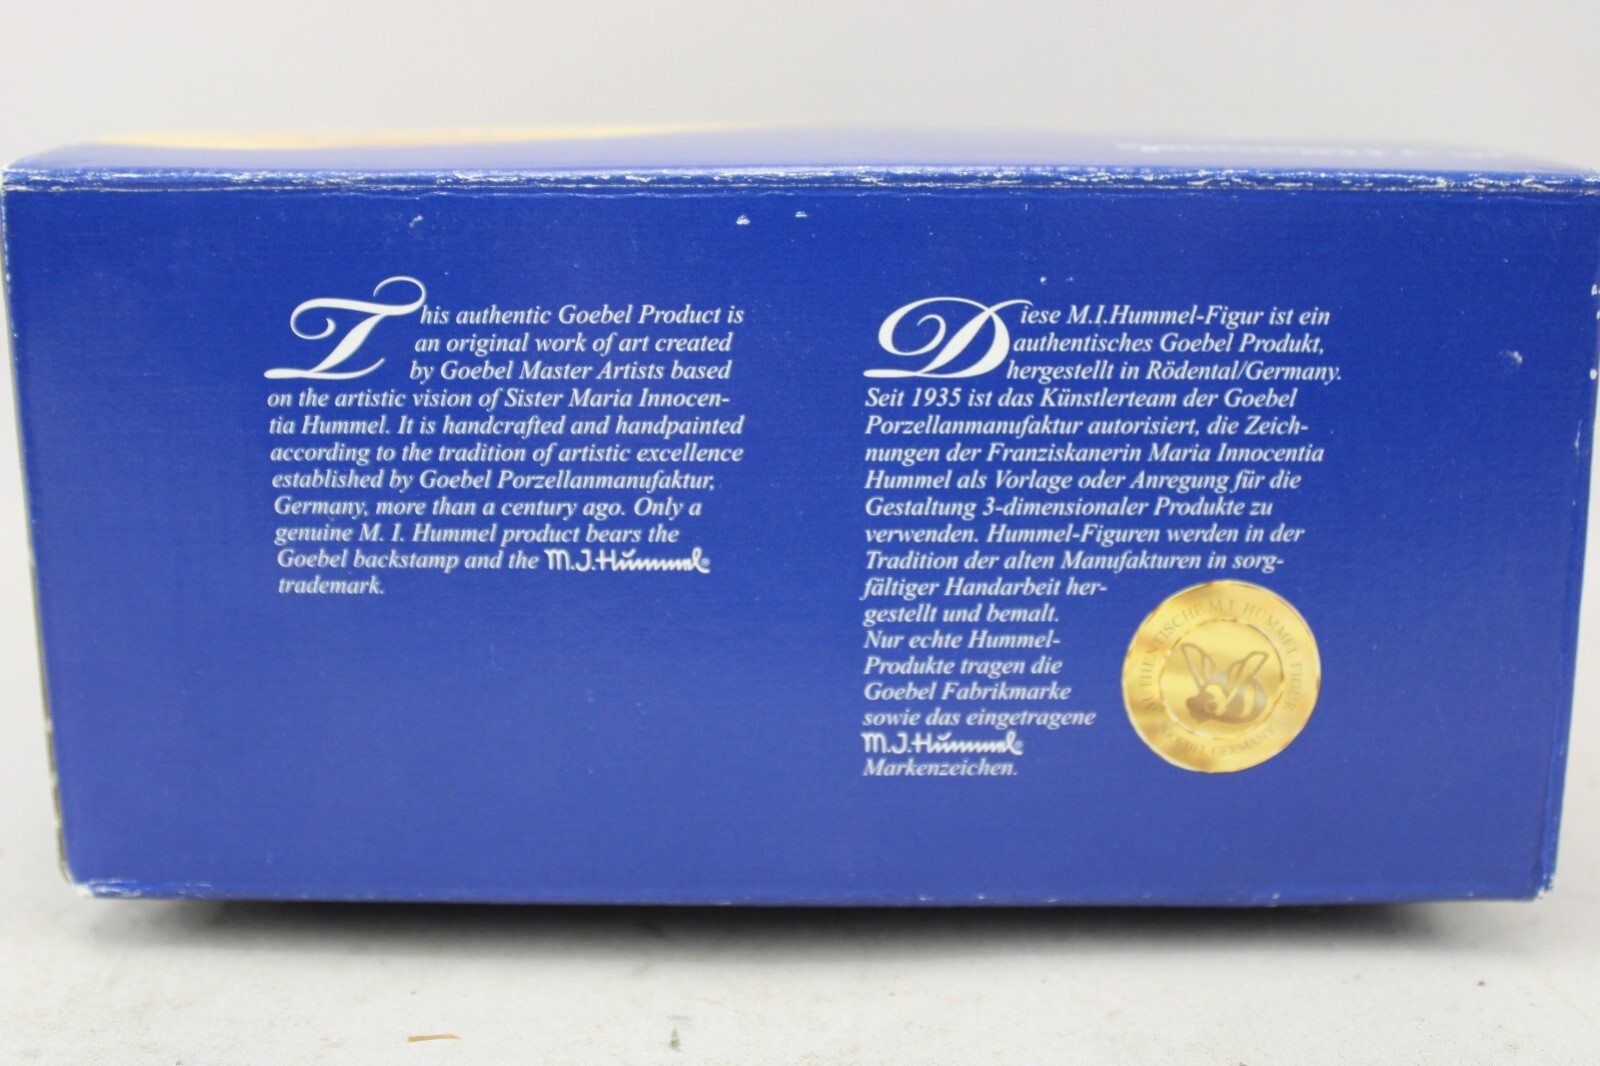 This authentic Goebel Product is
an original work of art created
by Goebel Master Artists based
on the artistic vision of Sister Maria Innocen-
tia Hummel. It is handcrafted and handpainted
according to the tradition of artistic excellence
established by Goebel Porzellanmanufaktur,
Germany, more than a century ago. Only a
genuine M. I. Hummel product bears the
Goebel backstamp and the M.J.Hümmel®
trademark.
Diese M.I.Hummel-Figur ist ein
authentisches Goebel Produkt,
hergestellt in Rödental/Germany.
Seit 1935 ist das Künstlerteam der Goebel
Porzellanmanufaktur autorisiert, die Zeich-
nungen der Franziskanerin Maria Innocentia
Hummel als Vorlage oder Anregung für die
Gestaltung 3-dimensionaler Produkte zu
verwenden. Hummel-Figuren werden in der
Tradition der alten Manufakturen in sorg-
fältiger Handarbeit her-
gestellt und bemalt.
Nur echte Hummel-
Produkte tragen die
Goebel Fabrikmarke
sowie das eingetragene
M.J.Hümmel®
Markenzeichen.
AUTHENTISCHE M.I. HUMMEL FIGUR
GOEBEL GERMANY